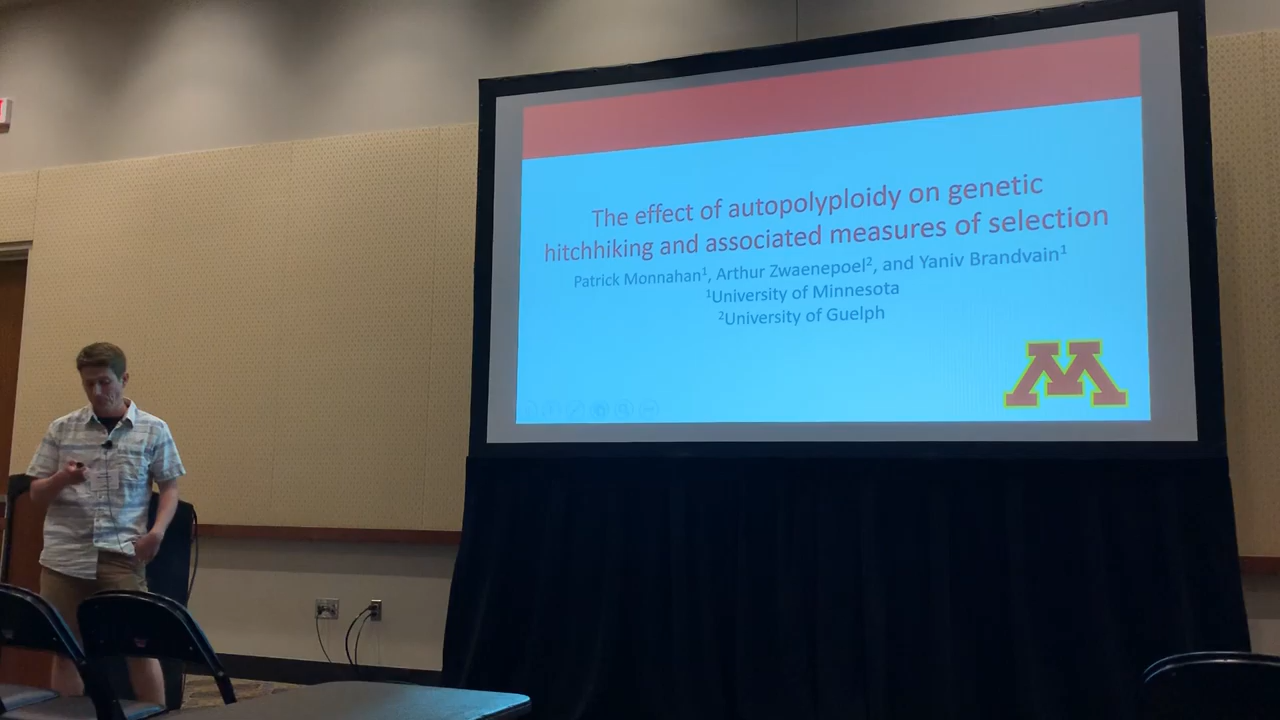 The effect of autopolyploidy on genetic
hitchhiking and associated measures of selection
Patrick Monnahan¹, Arthur Zwaenepoel², and Yaniv Brandvain¹
¹University of Minnesota
²University of Guelph
M